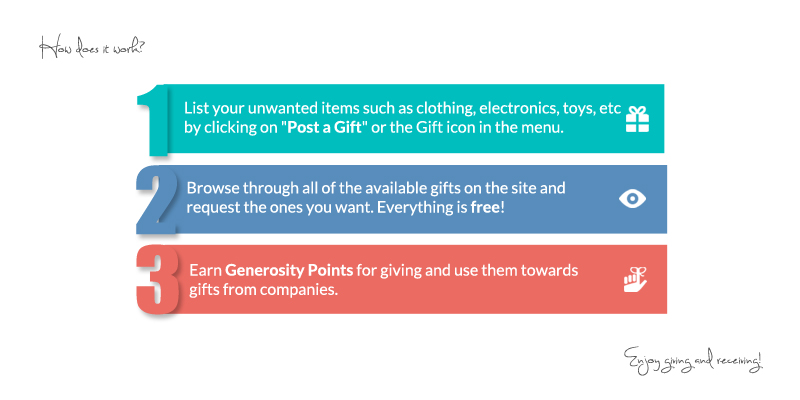 How does it work?
1
List your unwanted items such as clothing, electronics, toys, etc
by clicking on "Post a Gift" or the Gift icon in the menu.
2
Browse through all of the available gifts on the site and
request the ones you want. Everything is free!
3
Earn Generosity Points for giving and use them towards
gifts from companies.
Enjoy giving and receiving!